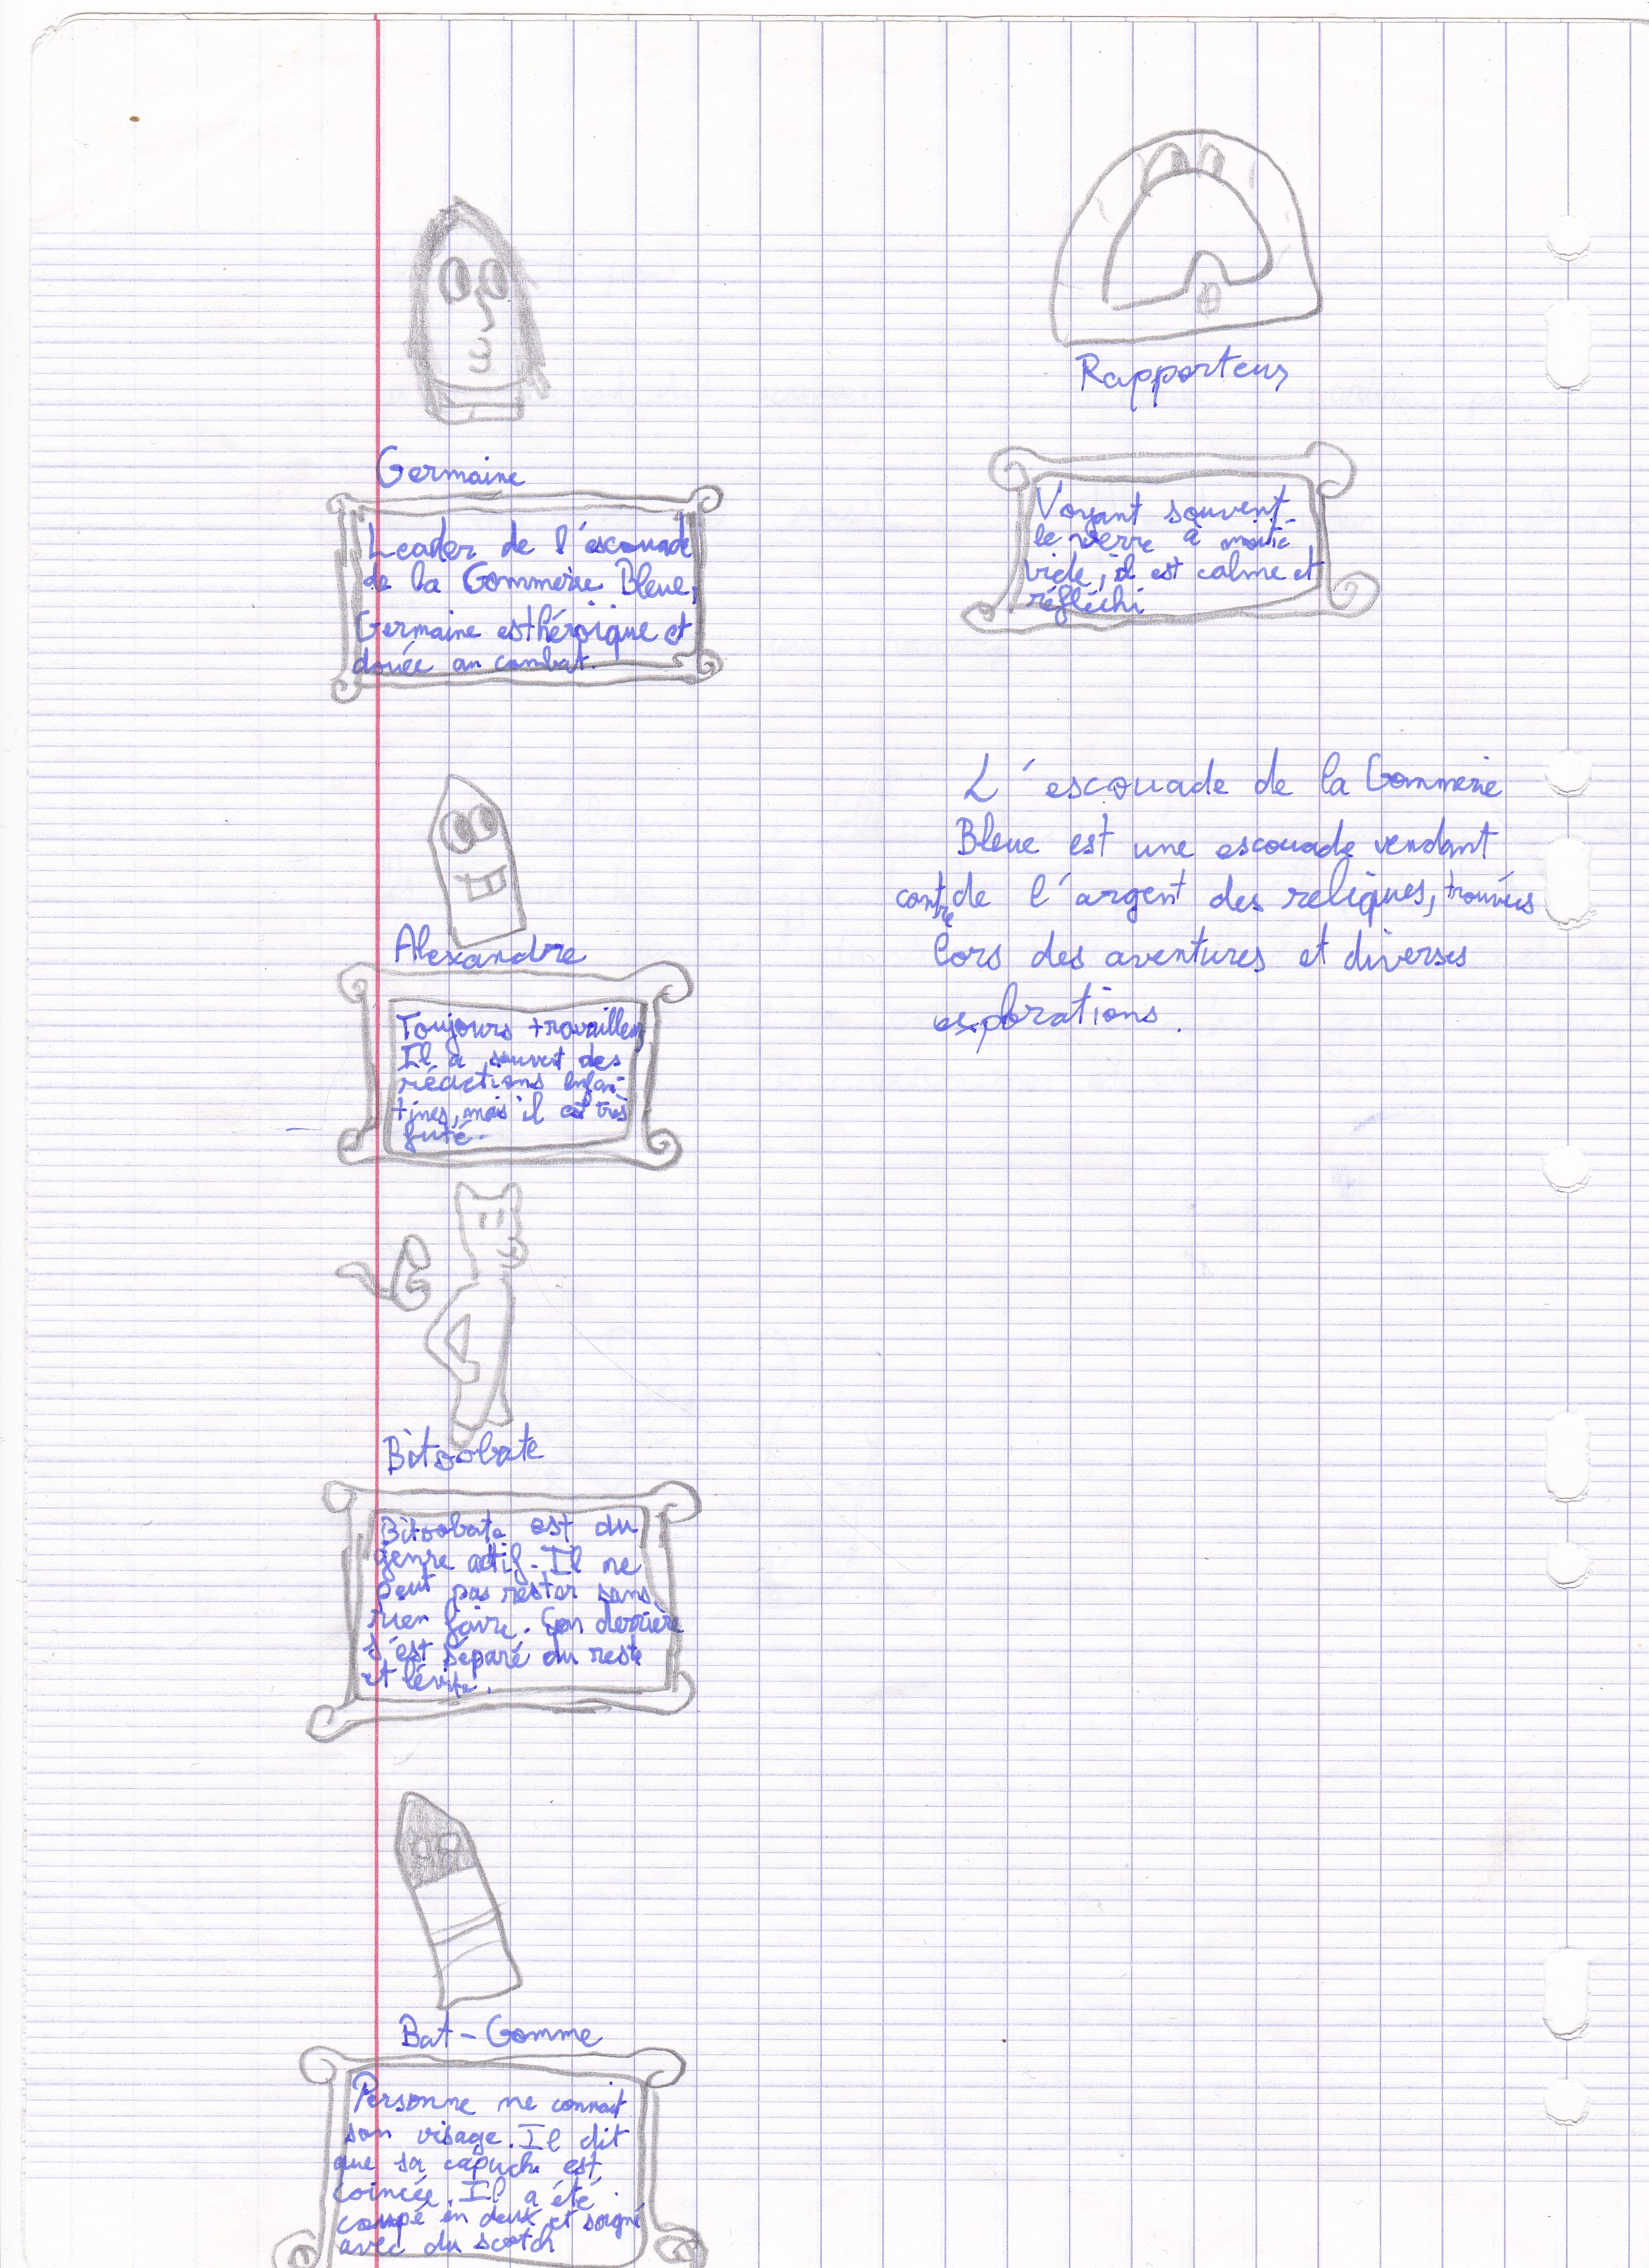 Germaine
Leader de l'escouade
de la Gommerie Bleue,
Germaine est héroïque et
douée au combat.
Alexandre
Toujours travailleur,
Il a souvent des
réactions enfan-
tines, mais il est très
futé.
Bitoobate
Bitoobate est du
genre actif. Il ne
peut pas rester sans
rien faire. Son derrière
s'est séparé du reste
et lévite.
Bat-Gomme
Personne ne connait
son visage. Il dit
que sa capuche est
coincée. Il a été
coupé en deux et soigné
avec du scotch
Rapporteur
Voyant souvent
le verre à moitié
vide, il est calme et
réfléchi
L'escouade de la Gommerie
Bleue est une escouade vendant
contre de l'argent des reliques, trouvées
lors des aventures et diverses
explorations.